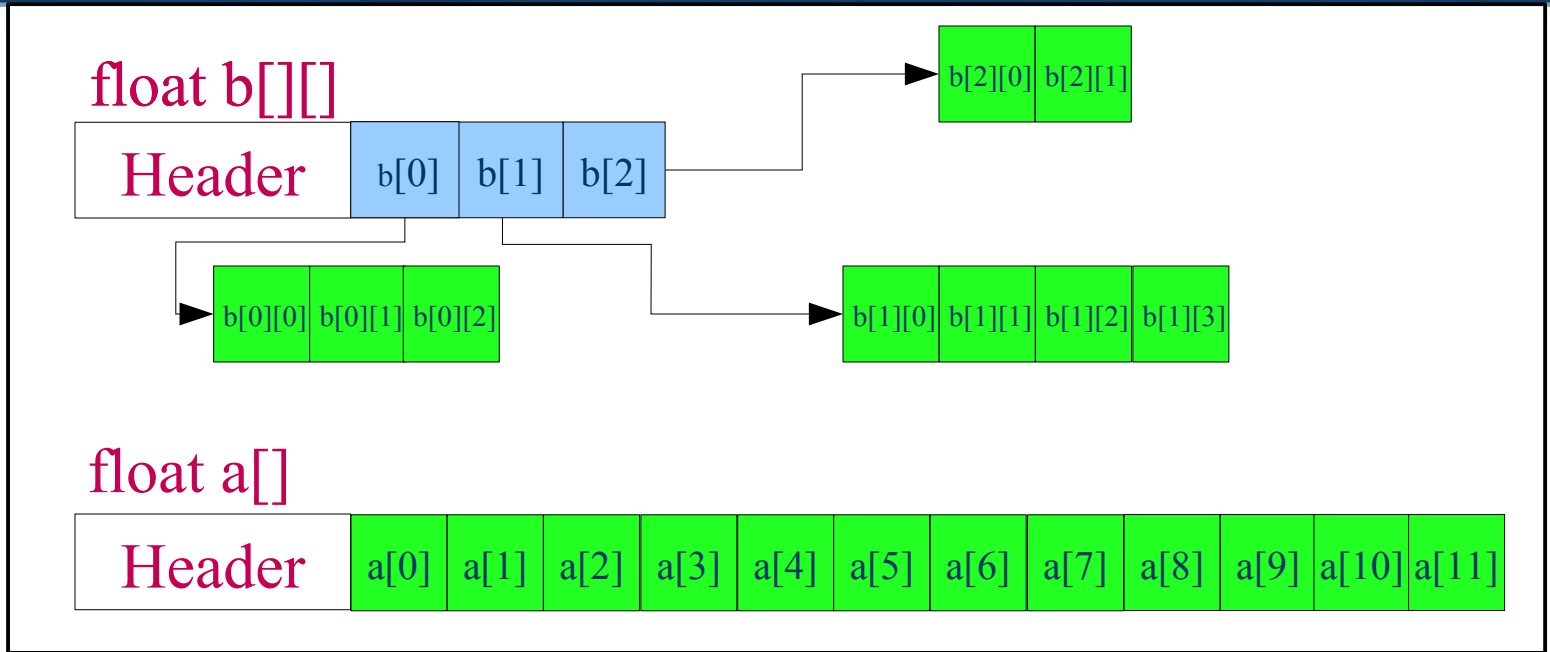 float b[][]
b[2][0] b[2][1]
Header b[0] b[1] b[2]
b[0][0] b[0][1] b[0][2] b[1][0] b[1][1] b[1][2] b[1][3]
float a[]
Header a[0] a[1] a[2] a[3] a[4] a[5] a[6] a[7] a[8] a[9] a[10] a[11]